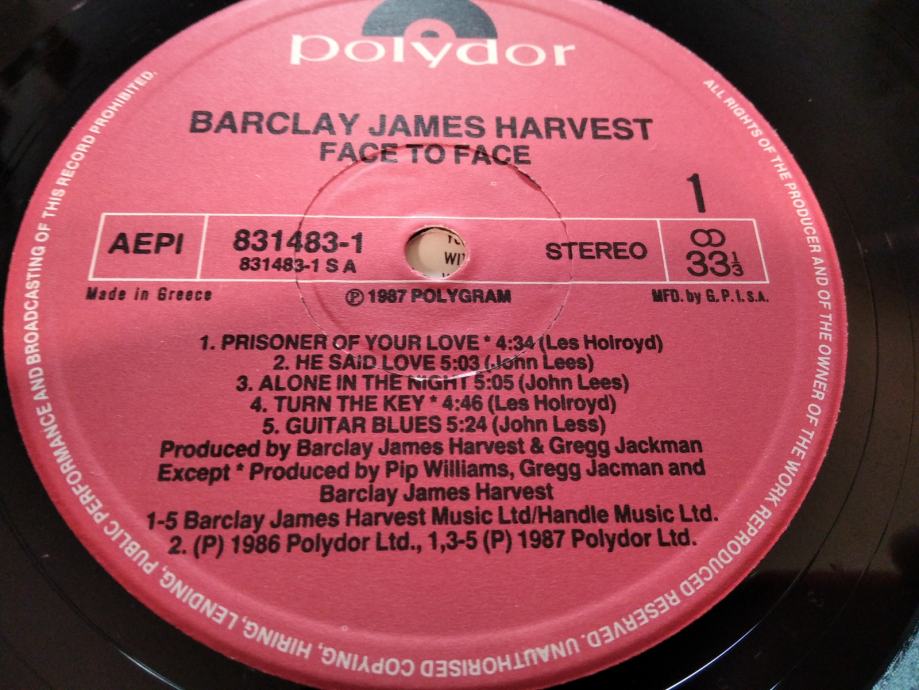 polydor
BARCLAY JAMES HARVEST
FACE TO FACE
1
AEPI
831483-1
831483-1 S A
STEREO
33⅓
Made in Greece
℗ 1987 POLYGRAM
MFD. by G.P.I. S.A.
1. PRISONER OF YOUR LOVE * 4:34 (Les Holroyd)
2. HE SAID LOVE 5:03 (John Lees)
3. ALONE IN THE NIGHT 5:05 (John Lees)
4. TURN THE KEY * 4:46 (Les Holroyd)
5. GUITAR BLUES 5:24 (John Less)
Produced by Barclay James Harvest & Gregg Jackman
Except * Produced by Pip Williams, Gregg Jacman and
Barclay James Harvest
1-5 Barclay James Harvest Music Ltd/Handle Music Ltd.
2. (P) 1986 Polydor Ltd., 1,3-5 (P) 1987 Polydor Ltd.
ALL RIGHTS OF THE PRODUCER AND OF THE OWNER OF THE WORK REPRODUCED RESERVED. UNAUTHORISED COPYING, HIRING, LENDING, PUBLIC PERFORMANCE AND BROADCASTING OF THIS RECORD PROHIBITED.